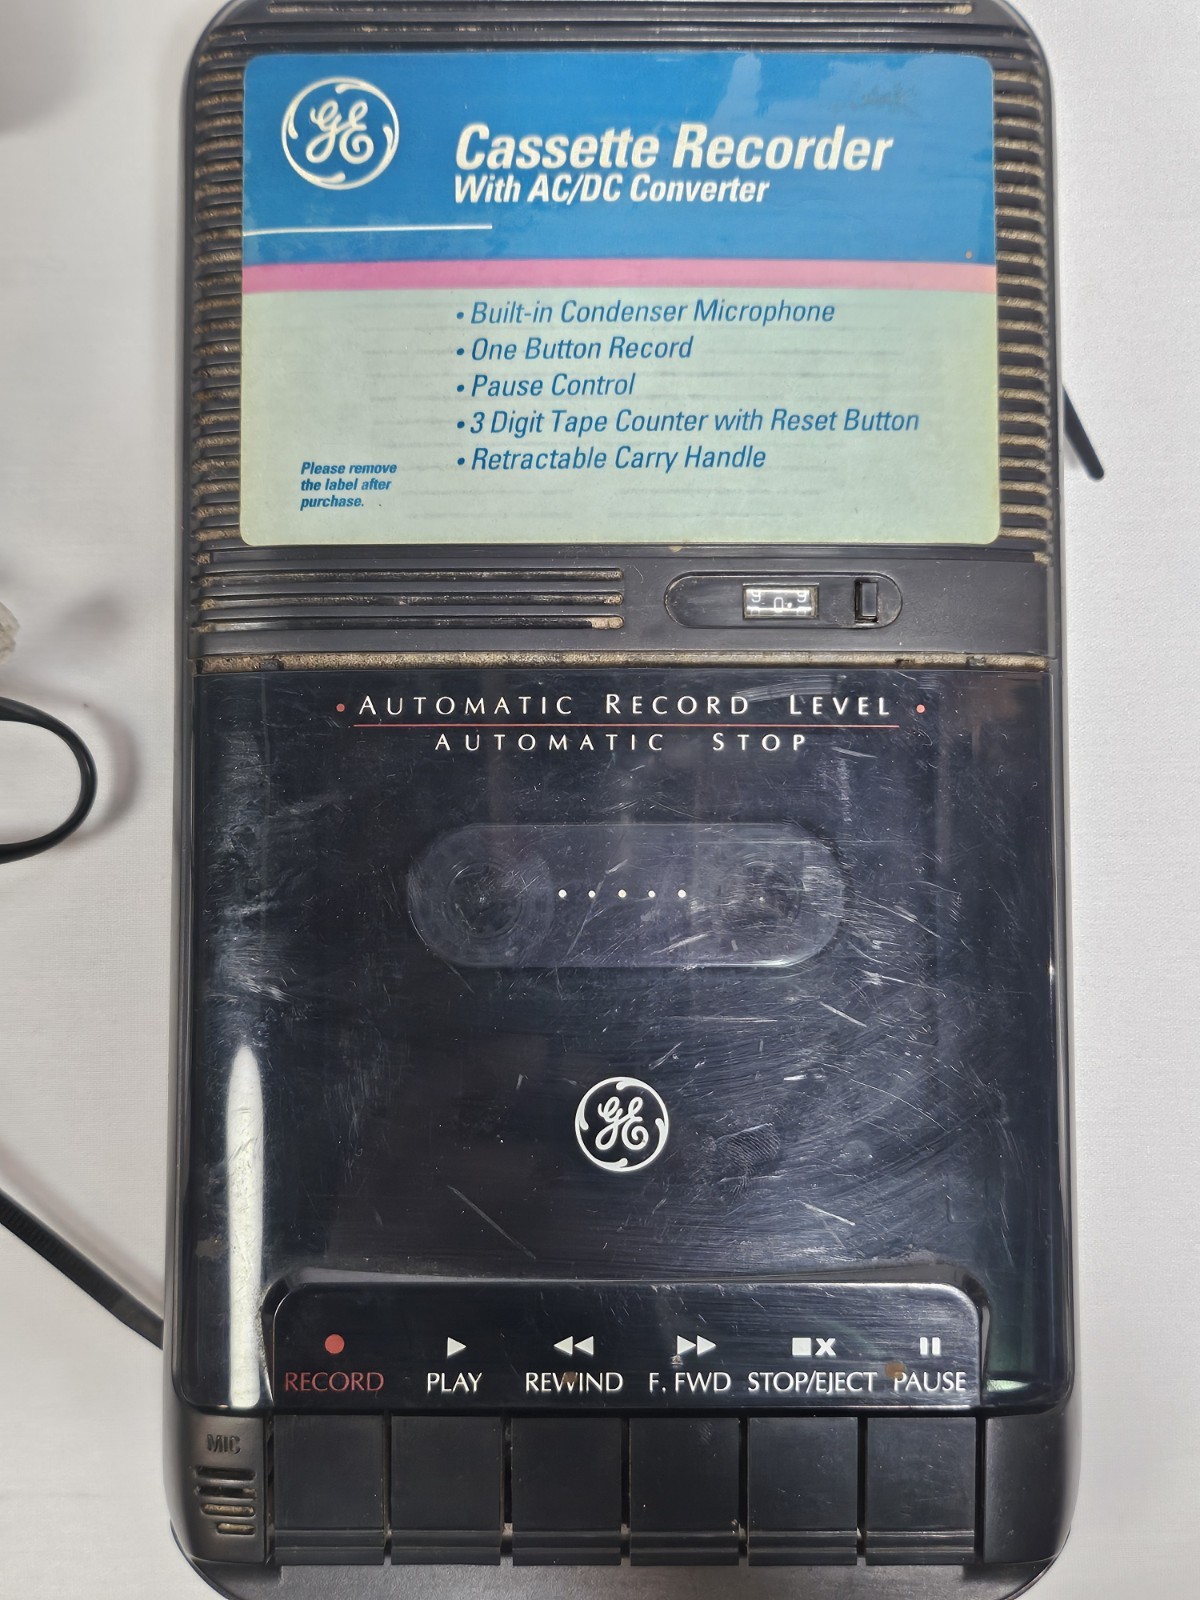 GE
Cassette Recorder
With AC/DC Converter
• Built-in Condenser Microphone
• One Button Record
• Pause Control
• 3 Digit Tape Counter with Reset Button
• Retractable Carry Handle
Please remove
the label after
purchase.
• AUTOMATIC RECORD LEVEL •
AUTOMATIC STOP
GE
RECORD PLAY REWIND F. FWD STOP/EJECT PAUSE
MIC